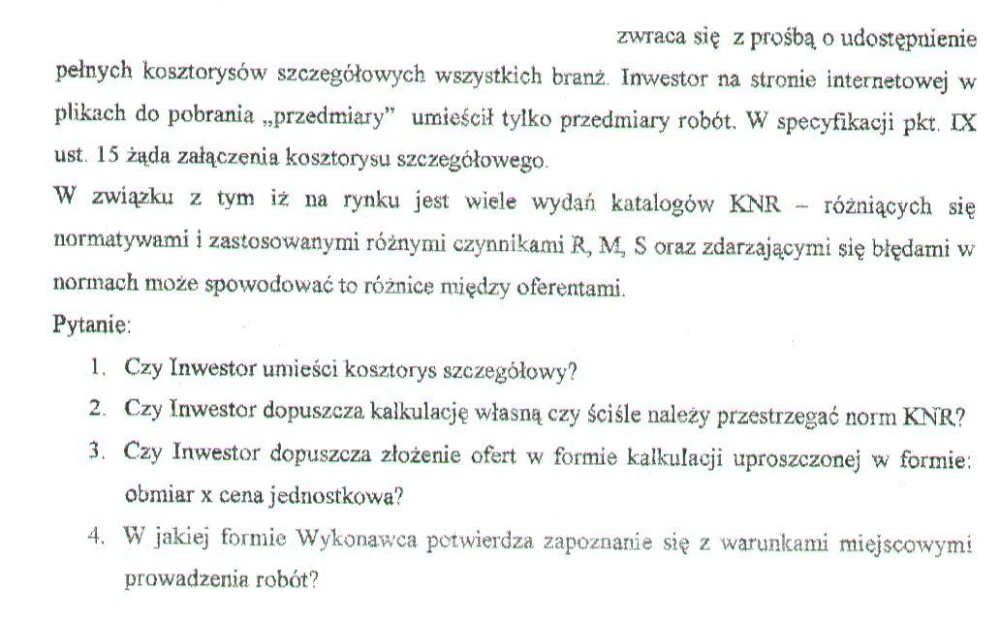 zwraca się z prośbą o udostępnienie
pełnych kosztorysów szczegółowych wszystkich branż. Inwestor na stronie internetowej w
plikach do pobrania „przedmiary” umieścił tylko przedmiary robót. W specyfikacji pkt. IX
ust. 15 żąda załączenia kosztorysu szczegółowego.
W związku z tym iż na rynku jest wiele wydań katalogów KNR – różniących się
normatywami i zastosowanymi różnymi czynnikami R, M, S oraz zdarzającymi się błędami w
normach może spowodować to różnice między oferentami.
Pytanie:
1. Czy Inwestor umieści kosztorys szczegółowy?
2. Czy Inwestor dopuszcza kalkulację własną czy ściśle należy przestrzegać norm KNR?
3. Czy Inwestor dopuszcza złożenie ofert w formie kalkulacji uproszczonej w formie:
obmiar x cena jednostkowa?
4. W jakiej formie Wykonawca potwierdza zapoznanie się z warunkami miejscowymi
prowadzenia robót?